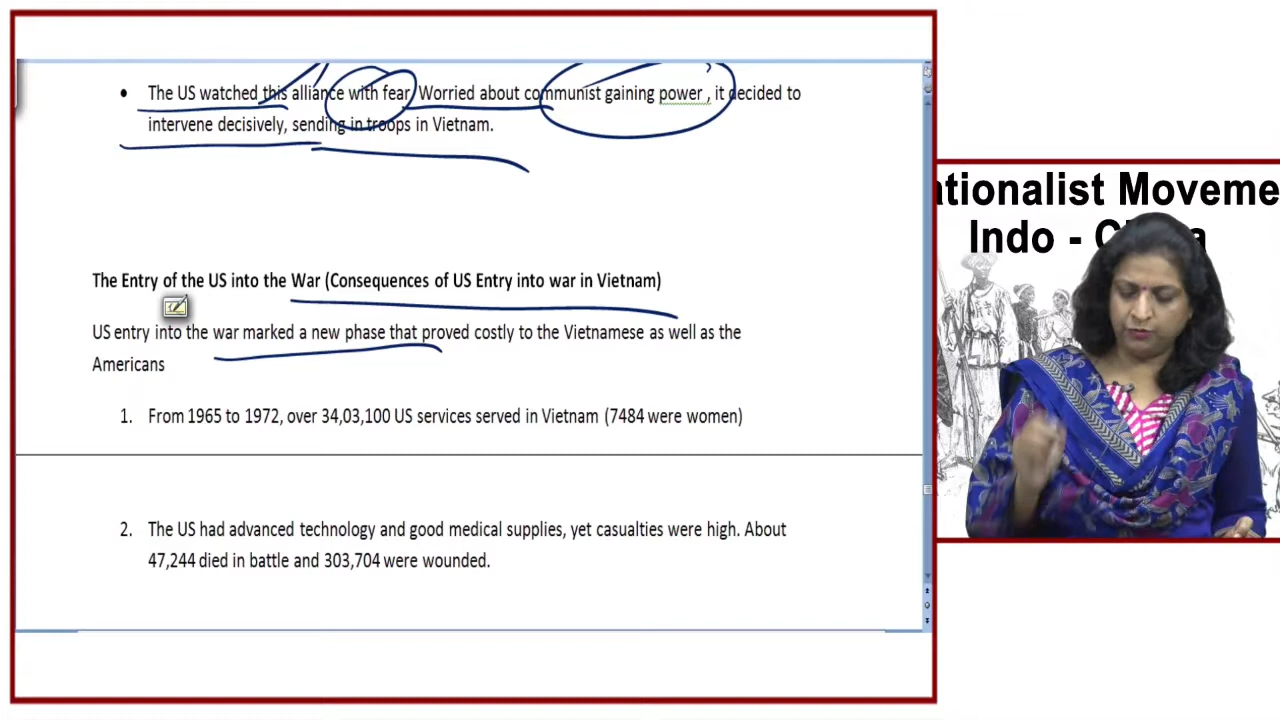 • The US watched this alliance with fear. Worried about communist gaining power , it decided to
intervene decisively, sending in troops in Vietnam.
The Entry of the US into the War (Consequences of US Entry into war in Vietnam)
US entry into the war marked a new phase that proved costly to the Vietnamese as well as the
Americans
1. From 1965 to 1972, over 34,03,100 US services served in Vietnam (7484 were women)
2. The US had advanced technology and good medical supplies, yet casualties were high. About
47,244 died in battle and 303,704 were wounded.
ationalist Moveme
Indo - C a